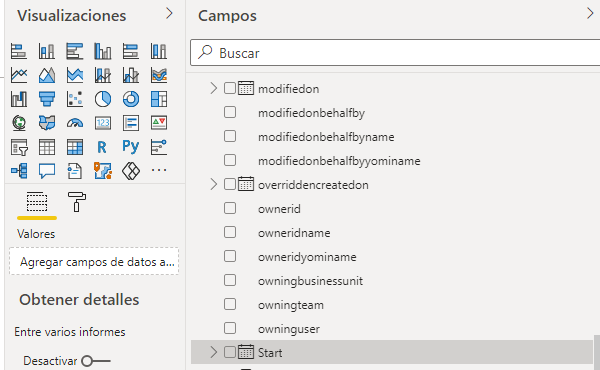 Visualizaciones
123
R
Py
Valores
Agregar campos de datos a...
Obtener detalles
Entre varios informes
Desactivar
Campos
Buscar
modifiedon
modifiedonbehalfby
modifiedonbehalfbyname
modifiedonbehalfbyyominame
overriddencreatedon
ownerid
owneridname
owneridyominame
owningbusinessunit
owningteam
owninguser
Start